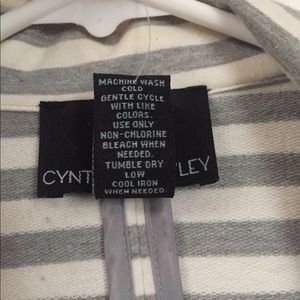 MACHINE WASH
COLD
GENTLE CYCLE
WITH LIKE
COLORS.
USE ONLY
NON-CHLORINE
BLEACH WHEN
NEEDED.
TUMBLE DRY
LOW
COOL IRON
WHEN NEEDED.
CYNT LEY